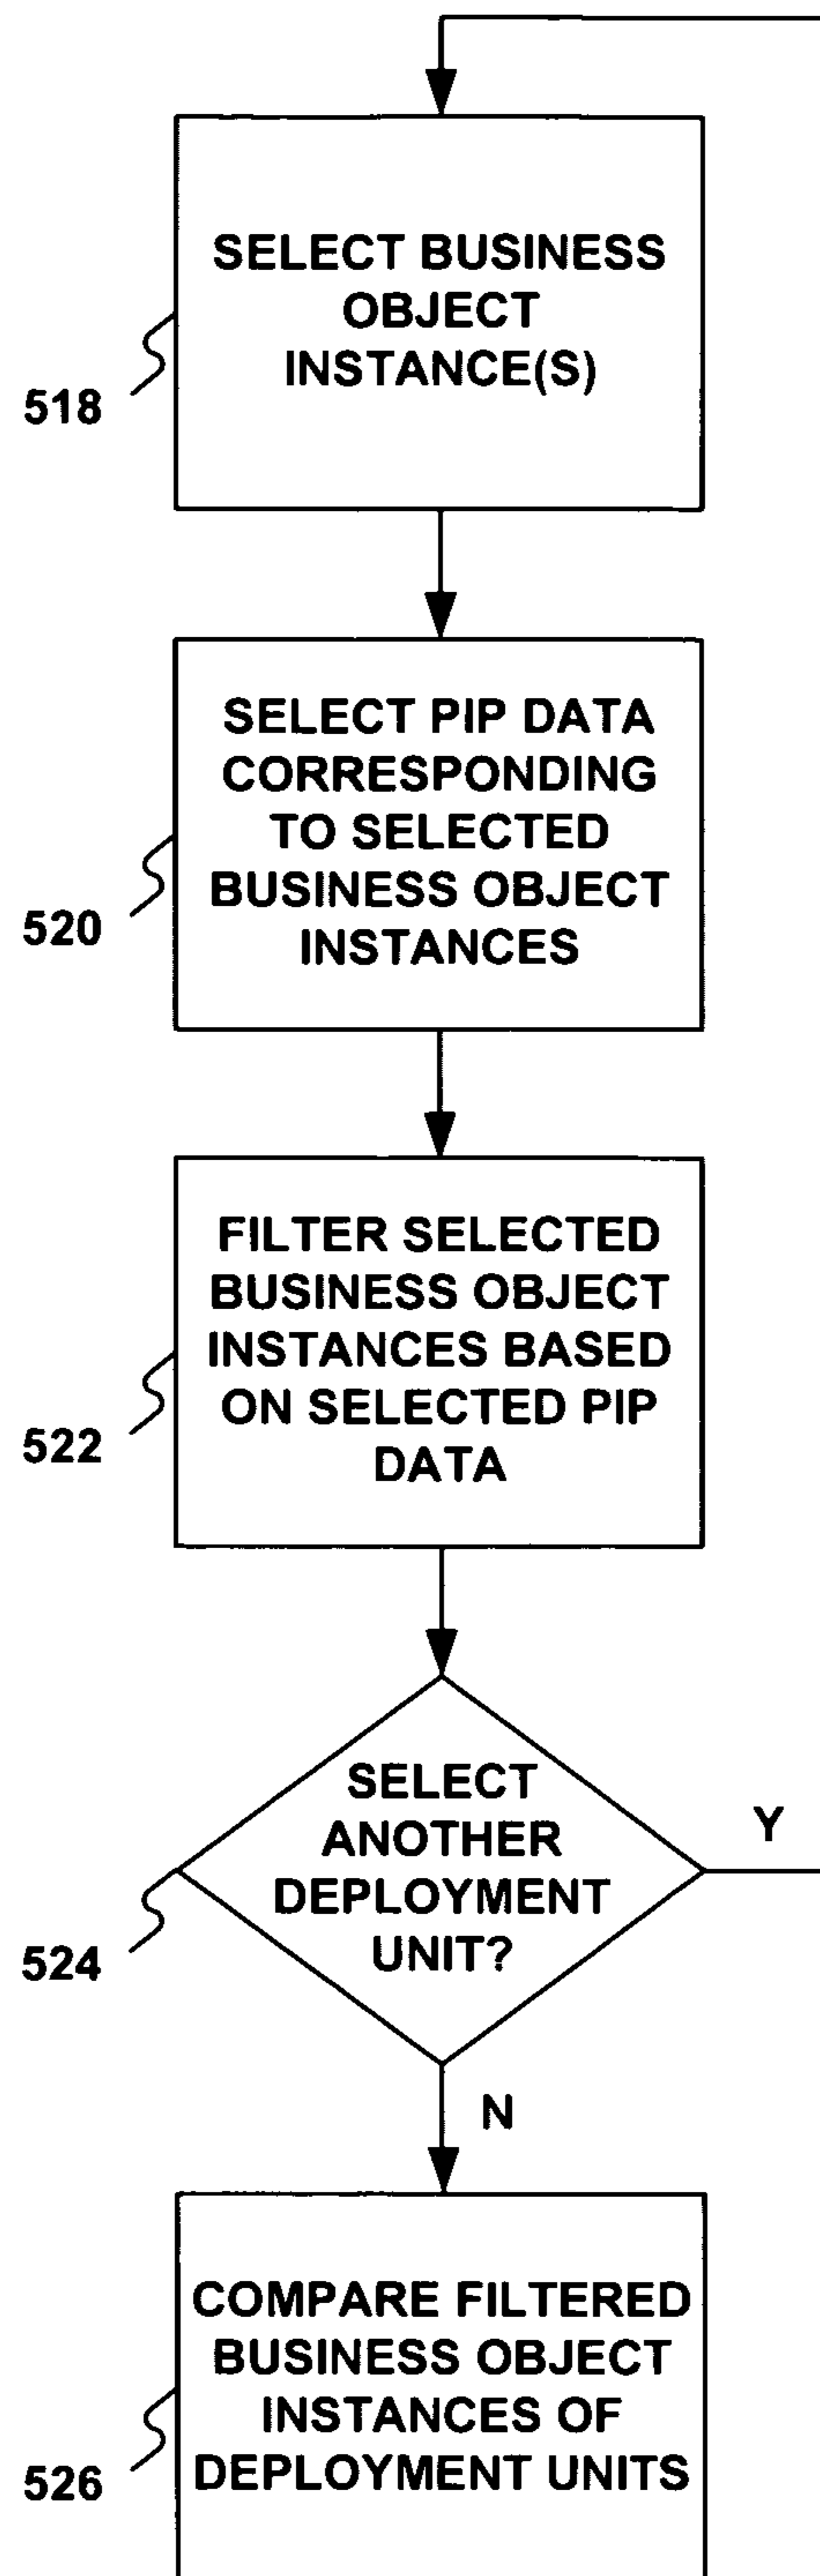 SELECT BUSINESS
OBJECT
INSTANCE(S)
518
SELECT PIP DATA
CORRESPONDING
TO SELECTED
BUSINESS OBJECT
INSTANCES
520
FILTER SELECTED
BUSINESS OBJECT
INSTANCES BASED
ON SELECTED PIP
DATA
522
SELECT
ANOTHER
DEPLOYMENT
UNIT?
Y
524
N
COMPARE FILTERED
BUSINESS OBJECT
INSTANCES OF
DEPLOYMENT UNITS
526